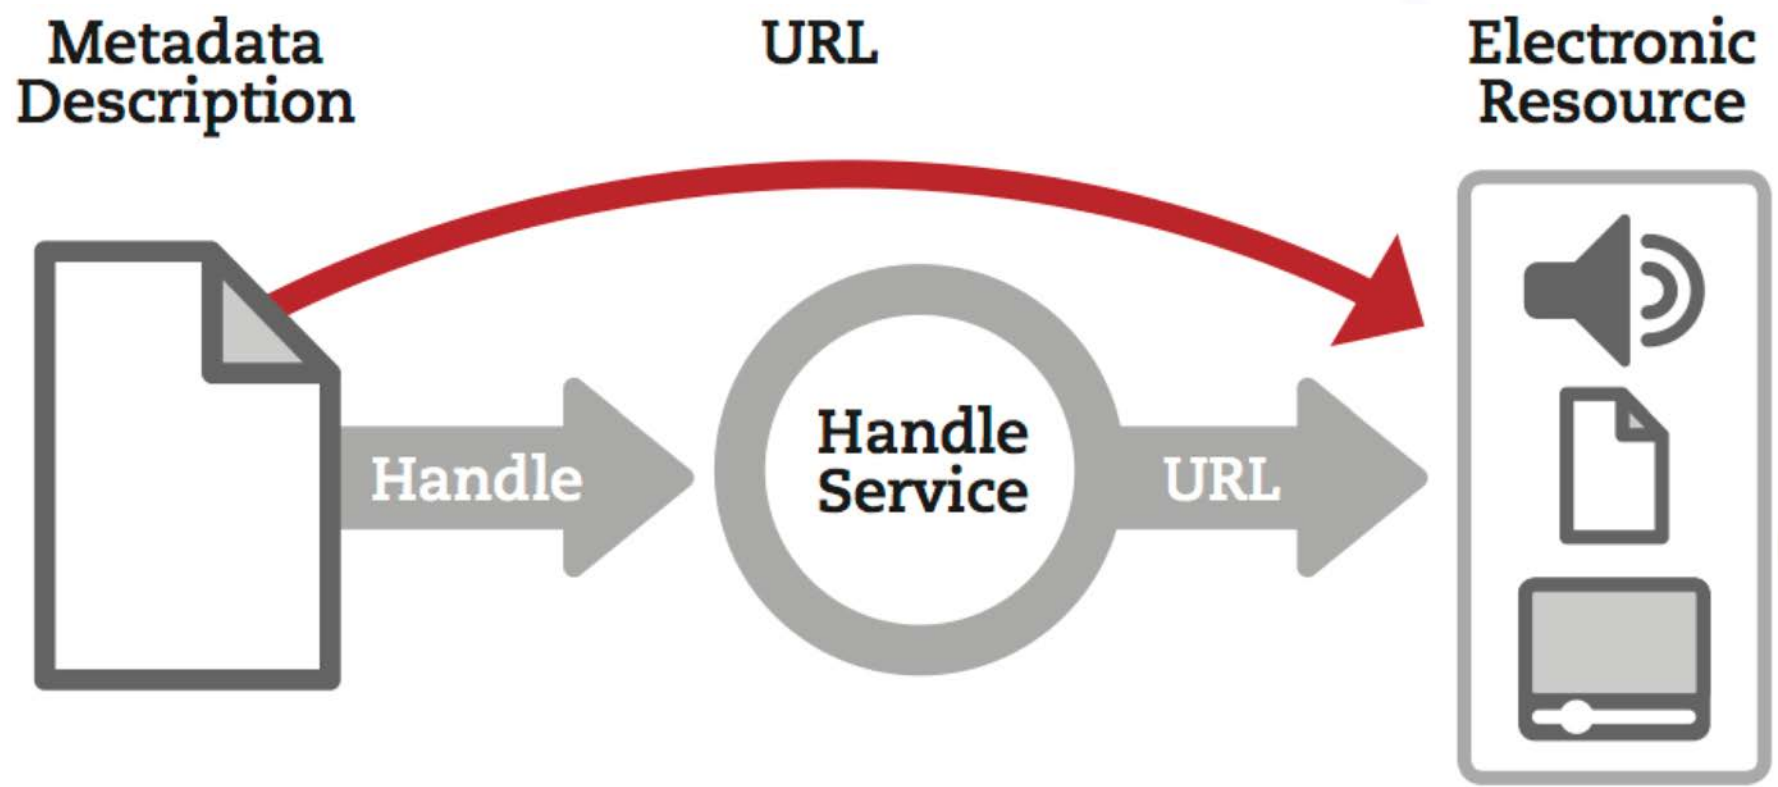 Metadata
Description
URL
Electronic
Resource
Handle
Handle
Service
URL